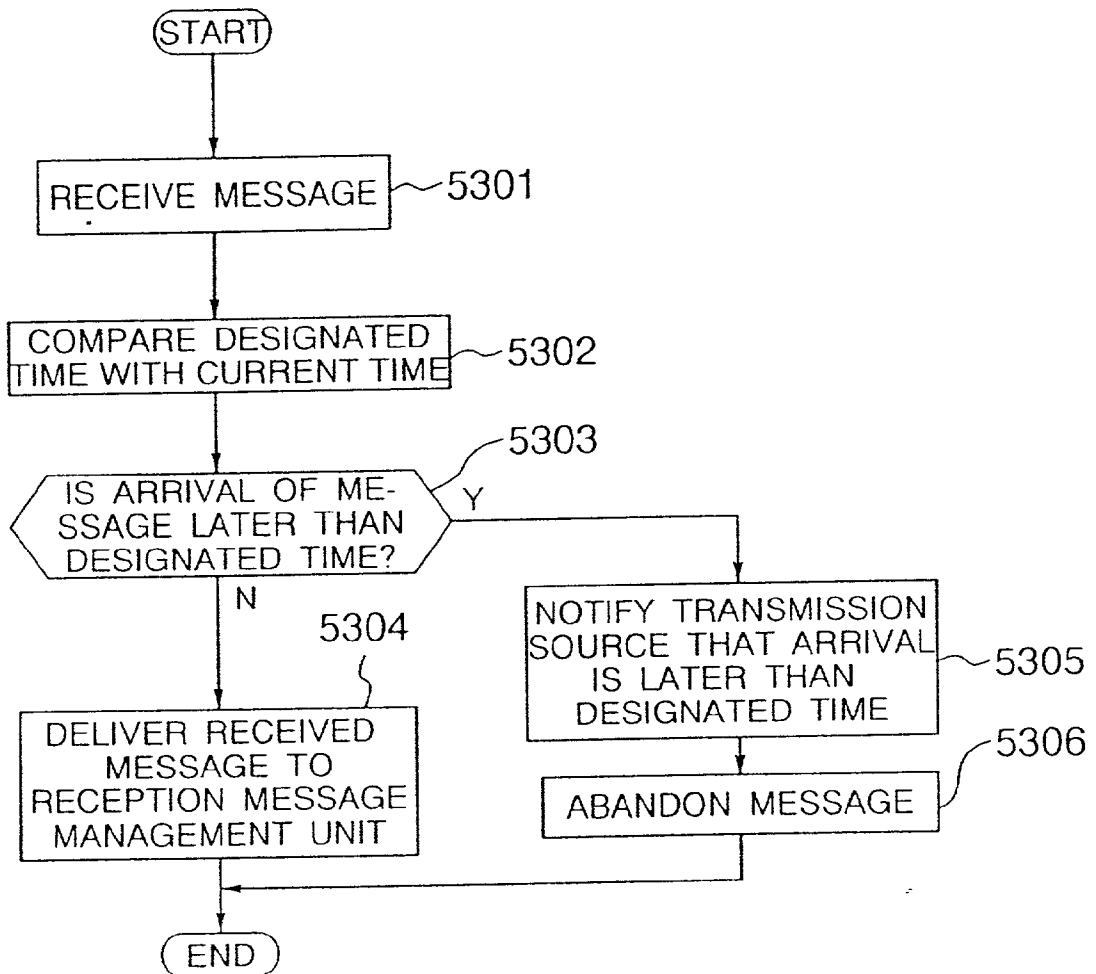 START
RECEIVE MESSAGE
5301
COMPARE DESIGNATED
TIME WITH CURRENT TIME
5302
5303
IS ARRIVAL OF ME-
SSAGE LATER THAN
DESIGNATED TIME?
Y
N
5304
DELIVER RECEIVED
MESSAGE TO
RECEPTION MESSAGE
MANAGEMENT UNIT
NOTIFY TRANSMISSION
SOURCE THAT ARRIVAL
IS LATER THAN
DESIGNATED TIME
5305
5306
ABANDON MESSAGE
END